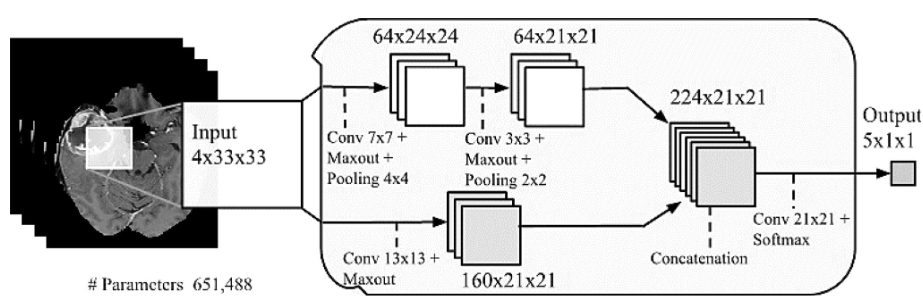 64x24x24
64x21x21
224x21x21
Output
5x1x1
Input
4x33x33
Conv 7x7 +
Maxout +
Pooling 4x4
Conv 3x3 +
Maxout +
Pooling 2x2
Conv 21x21 +
Softmax
Conv 13x13 +
Maxout
160x21x21
Concatenation
# Parameters 651,488